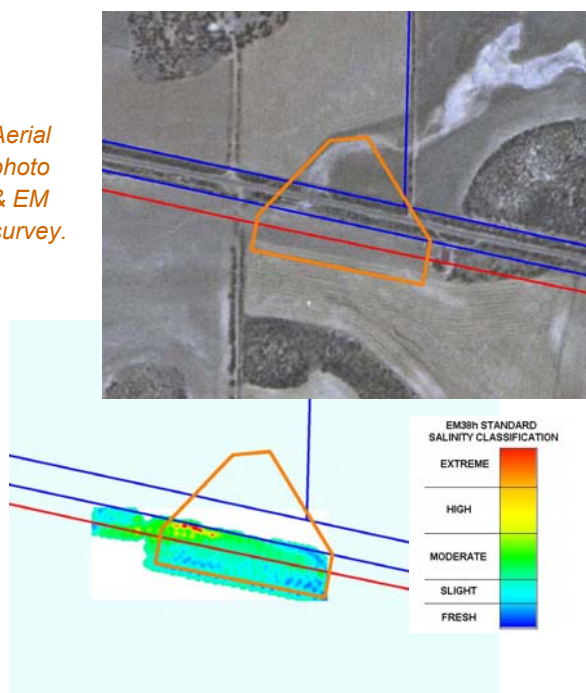 Aerial
photo
& EM
survey.
EM38h STANDARD
SALINITY CLASSIFICATION
EXTREME
HIGH
MODERATE
SLIGHT
FRESH